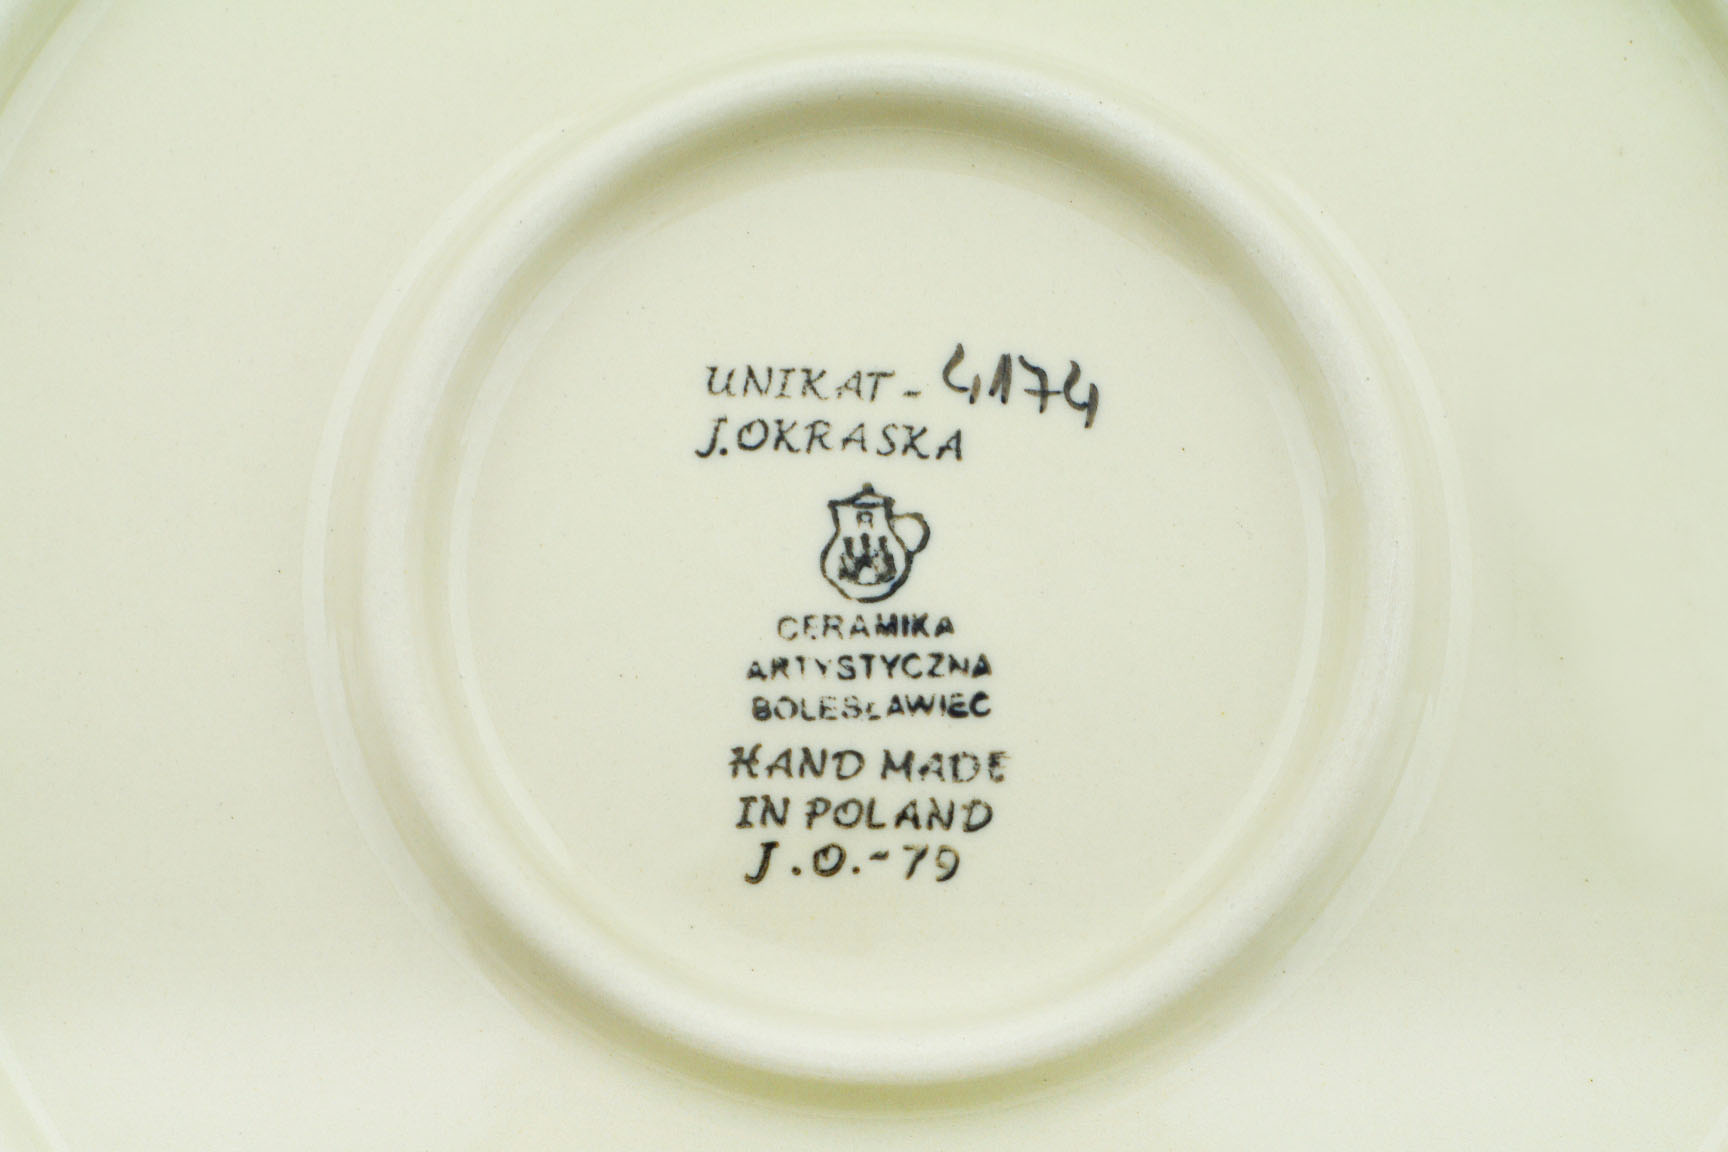 UNIKAT - 4174
J. OKRASKA
CERAMIKA
ARTYSTYCZNA
BOLESŁAWIEC
HAND MADE
IN POLAND
J.O.-79